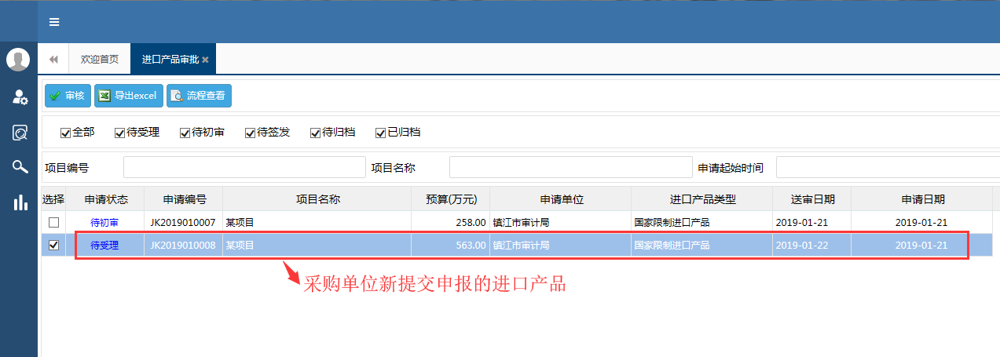 欢迎首页 进口产品审批
审核 导出excel 流程查看
全部 待受理 待初审 待签发 待归档 已归档
项目编号 项目名称 申请起始时间
选择 申请状态 申请编号 项目名称 预算(万元) 申请单位 进口产品类型 送审日期 申请日期
待初审 JK2019010007 某项目 258.00 镇江市审计局 国家限制进口产品 2019-01-21 2019-01-21
待受理 JK2019010008 某项目 563.00 镇江市审计局 国家限制进口产品 2019-01-22 2019-01-21
采购单位新提交申报的进口产品